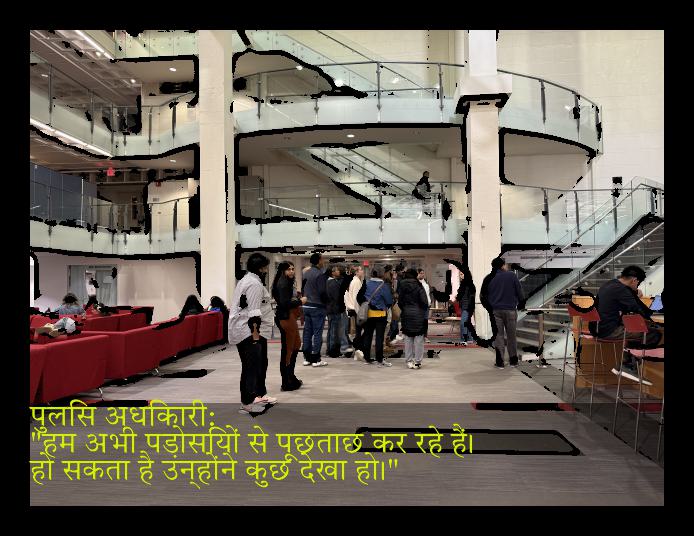 पुलिस अधिकारी:
"हम अभी पड़ोसियों से पूछताछ कर रहे हैं।
हो सकता है उन्होंने कुछ देखा हो।"